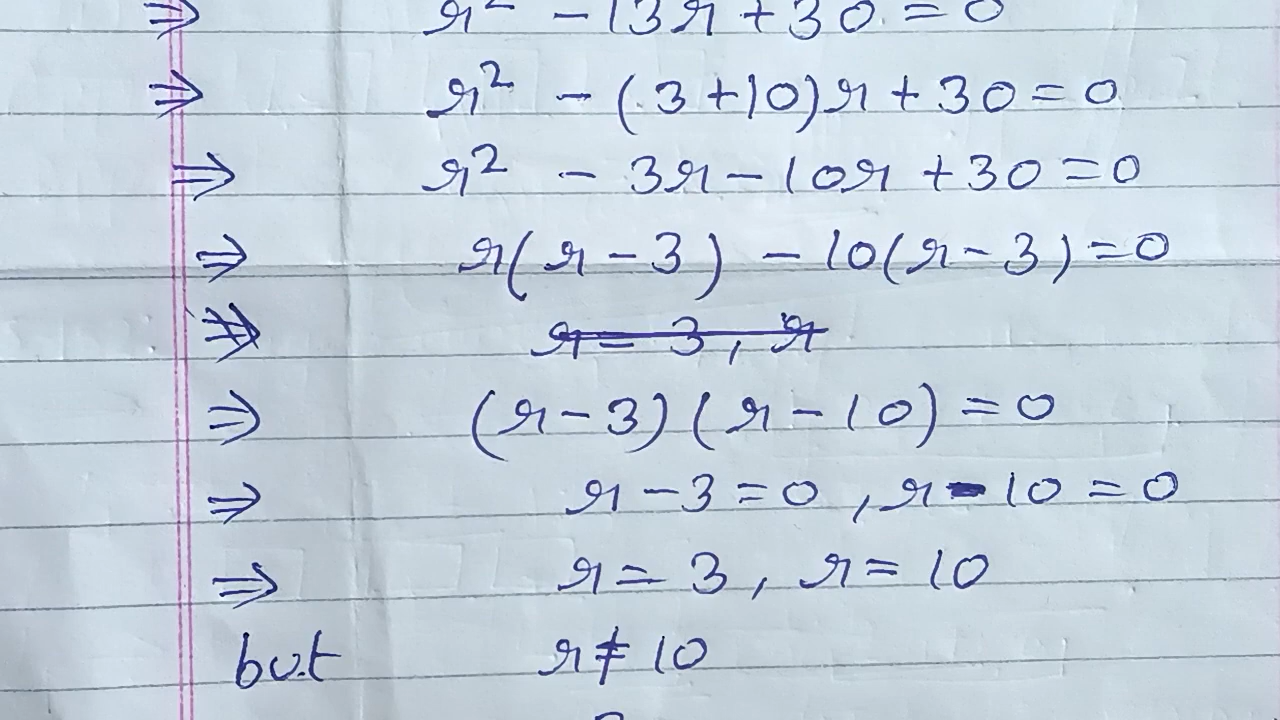 ⇒ r² - 13r + 30 = 0
⇒ r² - (3+10)r + 30 = 0
⇒ r² - 3r - 10r + 30 = 0
⇒ r(r-3) - 10(r-3) = 0
⇒ r = 3, r
⇒ (r-3)(r-10) = 0
⇒ r-3=0, r-10=0
⇒ r = 3, r = 10
but r ≠ 10